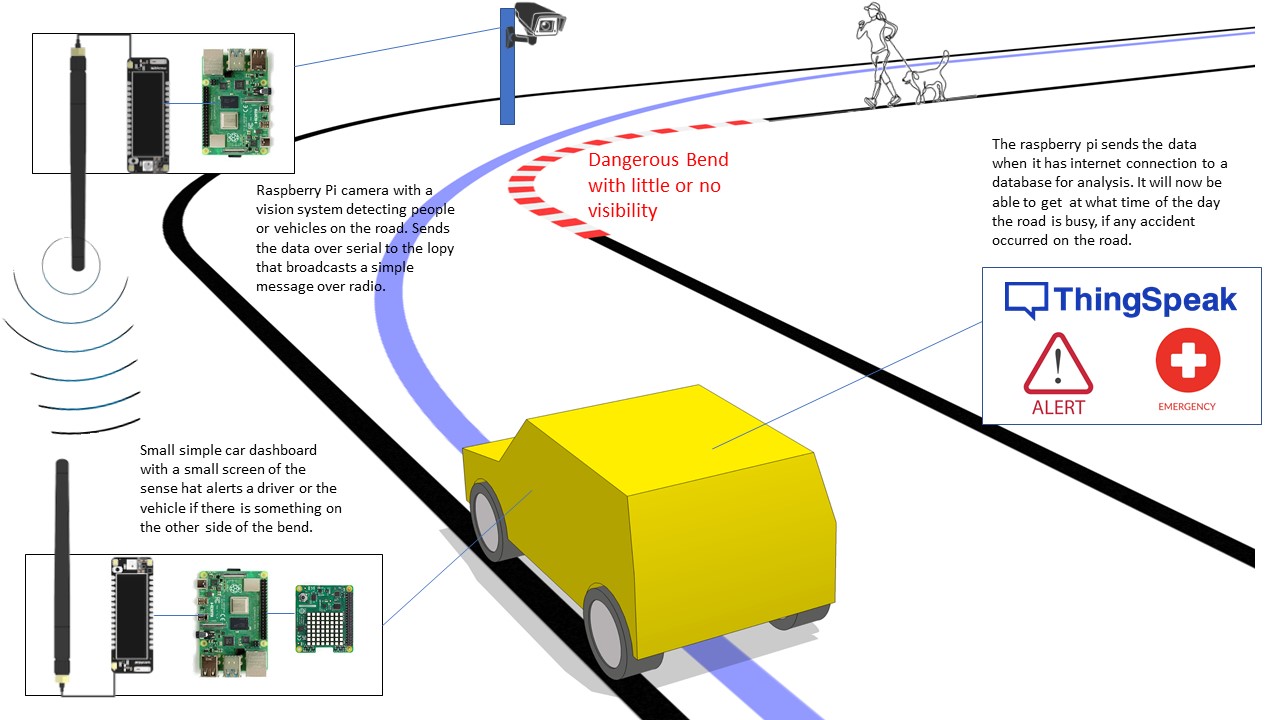 Dangerous Bend
with little or no
visibility
The raspberry pi sends the data
when it has internet connection to a
database for analysis. It will now be
able to get at what time of the day
the road is busy, if any accident
occurred on the road.
Raspberry Pi camera with a
vision system detecting people
or vehicles on the road. Sends
the data over serial to the lopy
that broadcasts a simple
message over radio.
ThingSpeak
ALERT
EMERGENCY
Small simple car dashboard
with a small screen of the
sense hat alerts a driver or the
vehicle if there is something on
the other side of the bend.